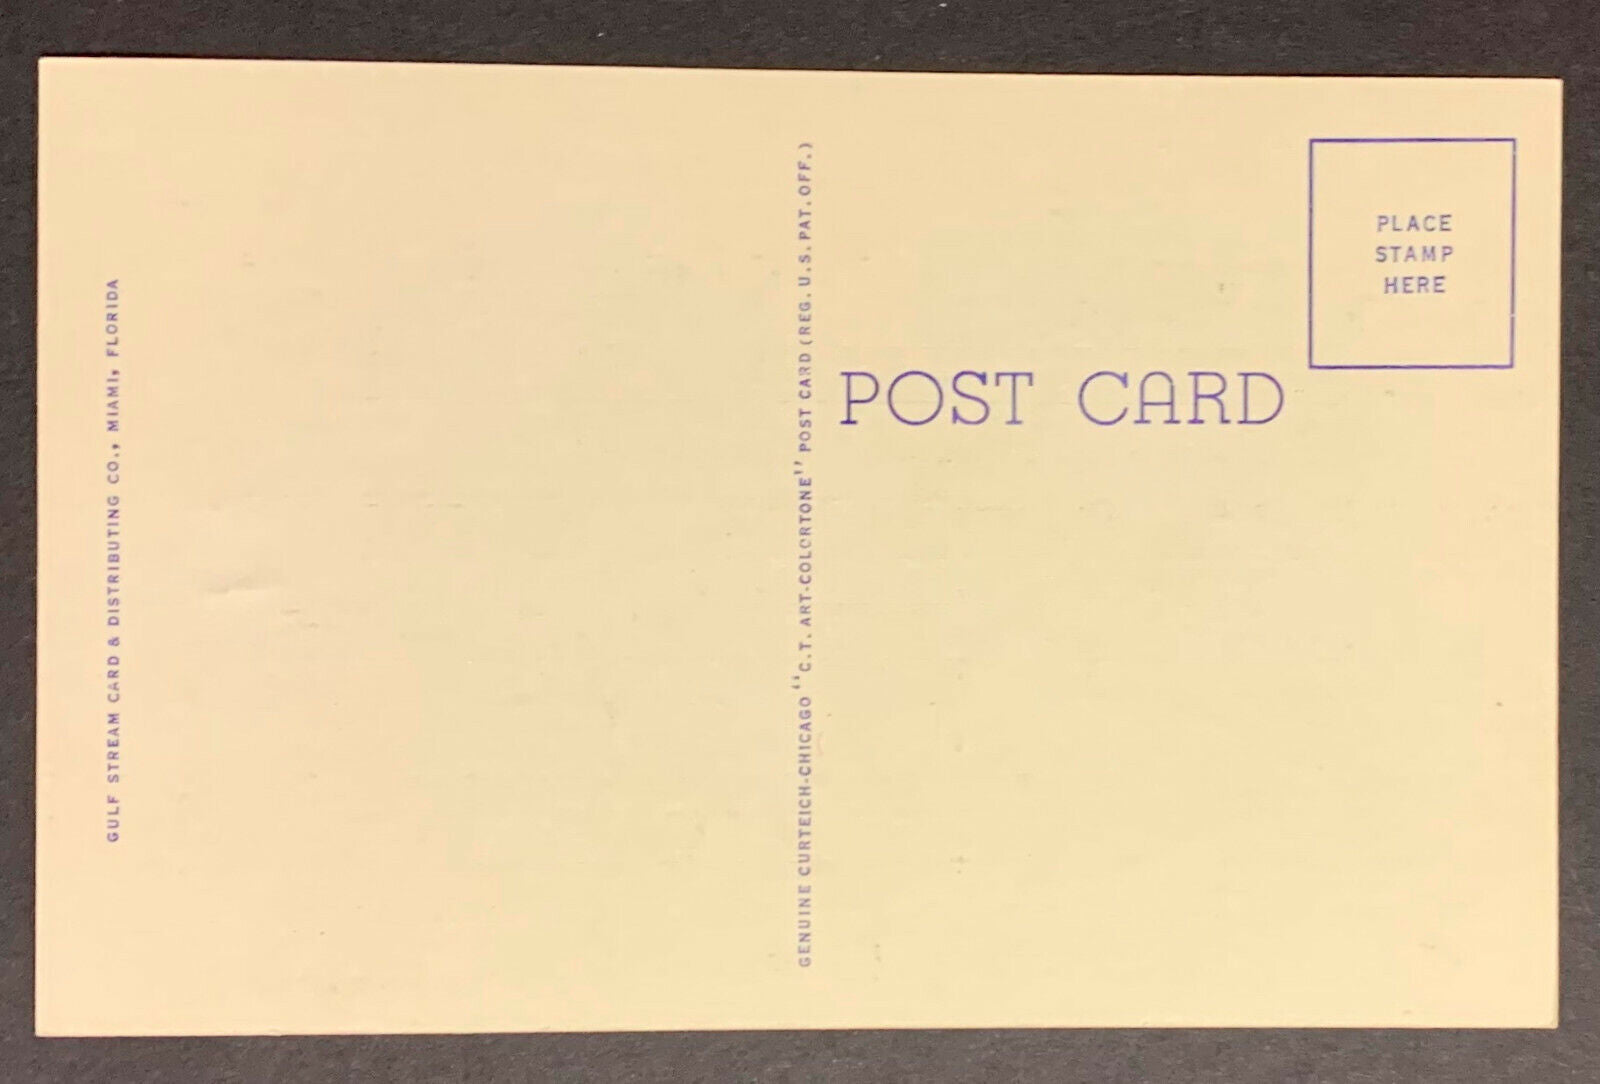 GULF STREAM CARD & DISTRIBUTING CO., MIAMI, FLORIDA
GENUINE CURTEICH-CHICAGO "C.T. ART-COLORTONE" POST CARD (REG. U.S. PAT. OFF.)
PLACE
STAMP
HERE
POST CARD